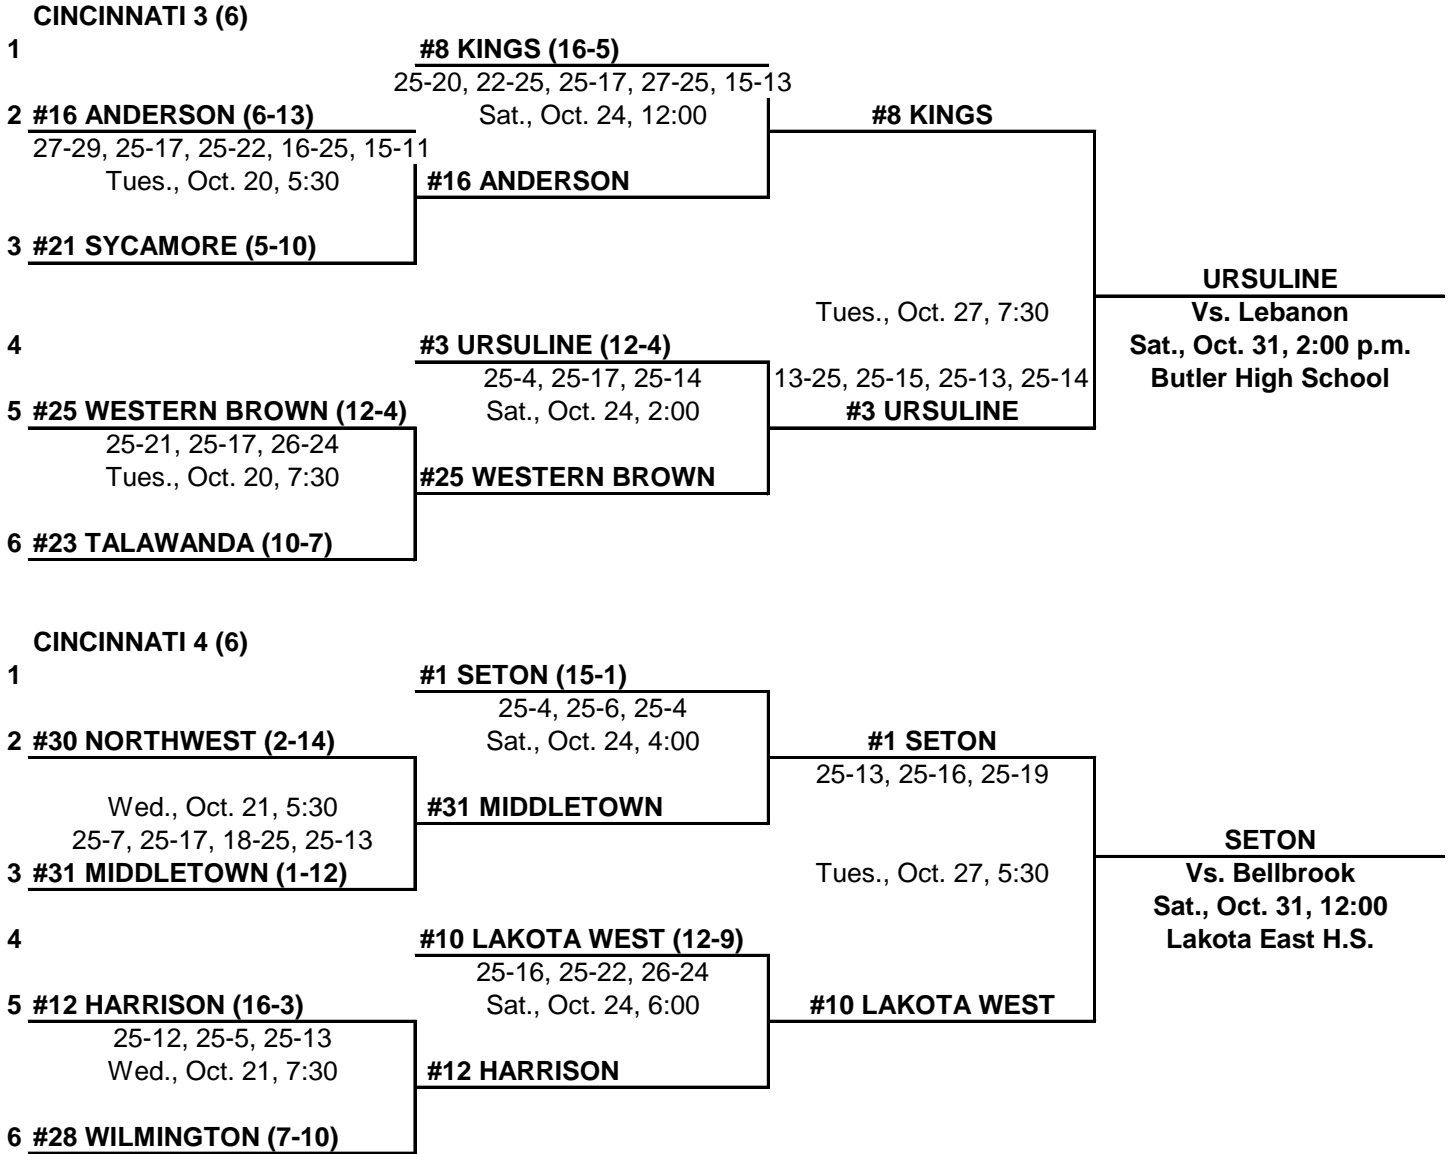 CINCINNATI 3 (6)
1 #8 KINGS (16-5)
25-20, 22-25, 25-17, 27-25, 15-13
2 #16 ANDERSON (6-13) Sat., Oct. 24, 12:00 #8 KINGS
27-29, 25-17, 25-22, 16-25, 15-11
Tues., Oct. 20, 5:30 #16 ANDERSON
3 #21 SYCAMORE (5-10)
URSULINE
Tues., Oct. 27, 7:30 Vs. Lebanon
4 #3 URSULINE (12-4) Sat., Oct. 31, 2:00 p.m.
25-4, 25-17, 25-14 13-25, 25-15, 25-13, 25-14 Butler High School
5 #25 WESTERN BROWN (12-4) Sat., Oct. 24, 2:00 #3 URSULINE
25-21, 25-17, 26-24
Tues., Oct. 20, 7:30 #25 WESTERN BROWN
6 #23 TALAWANDA (10-7)
CINCINNATI 4 (6)
1 #1 SETON (15-1)
25-4, 25-6, 25-4
2 #30 NORTHWEST (2-14) Sat., Oct. 24, 4:00 #1 SETON
25-13, 25-16, 25-19
Wed., Oct. 21, 5:30 #31 MIDDLETOWN
25-7, 25-17, 18-25, 25-13 SETON
3 #31 MIDDLETOWN (1-12) Tues., Oct. 27, 5:30 Vs. Bellbrook
Sat., Oct. 31, 12:00
4 #10 LAKOTA WEST (12-9) Lakota East H.S.
25-16, 25-22, 26-24
5 #12 HARRISON (16-3) Sat., Oct. 24, 6:00 #10 LAKOTA WEST
25-12, 25-5, 25-13
Wed., Oct. 21, 7:30 #12 HARRISON
6 #28 WILMINGTON (7-10)